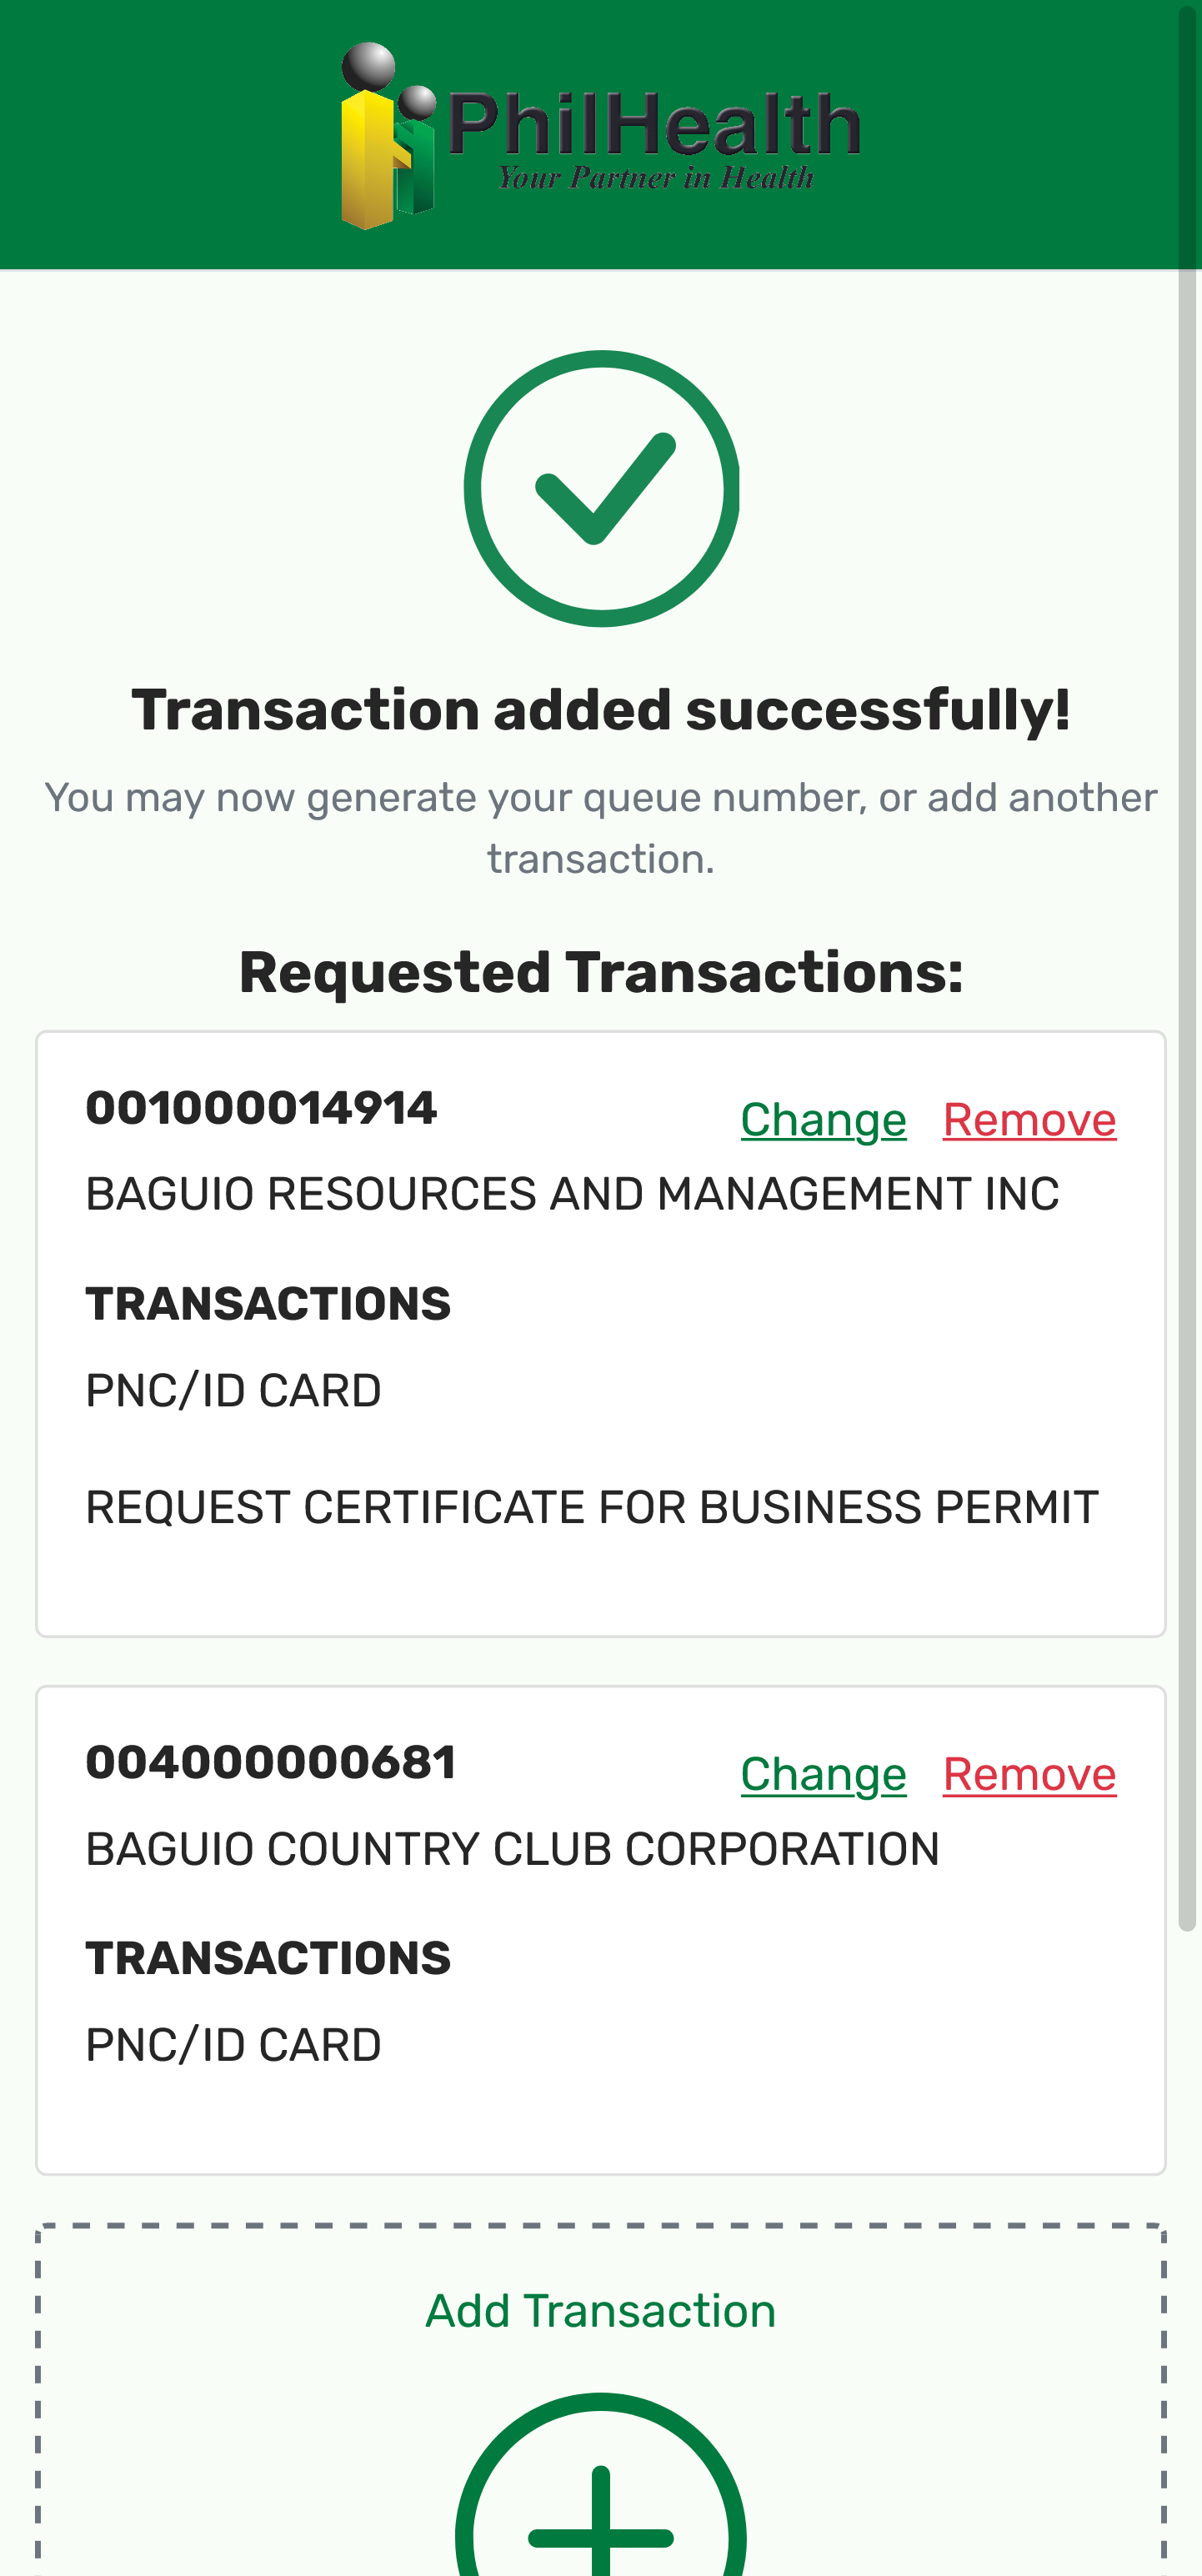 PhilHealth
Your Partner in Health
Transaction added successfully!
You may now generate your queue number, or add another
transaction.
Requested Transactions:
001000014914
Change Remove
BAGUIO RESOURCES AND MANAGEMENT INC
TRANSACTIONS
PNC/ID CARD
REQUEST CERTIFICATE FOR BUSINESS PERMIT
004000000681
Change Remove
BAGUIO COUNTRY CLUB CORPORATION
TRANSACTIONS
PNC/ID CARD
Add Transaction